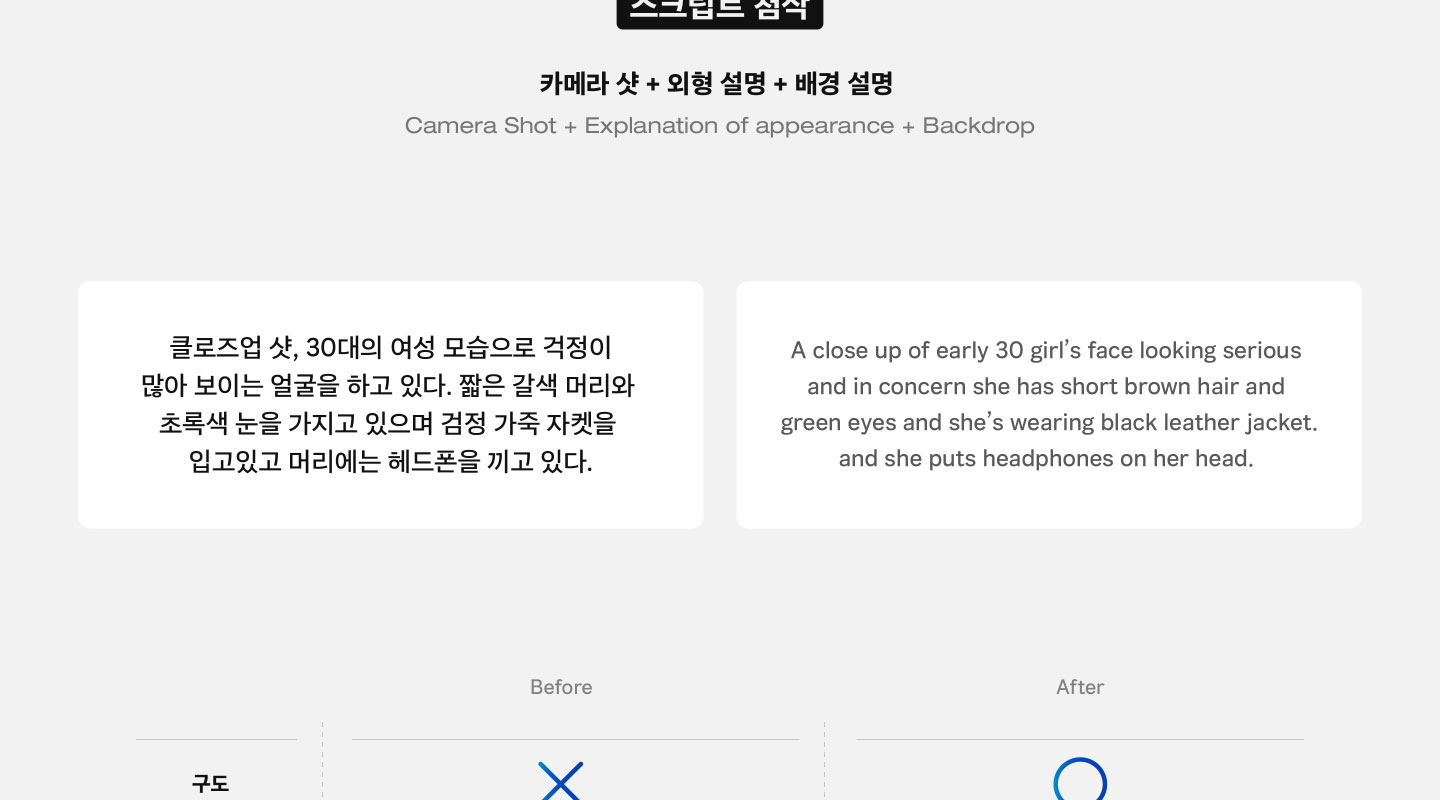 스크립트 첨삭
카메라 샷 + 외형 설명 + 배경 설명
Camera Shot + Explanation of appearance + Backdrop
클로즈업 샷, 30대의 여성 모습으로 걱정이
많아 보이는 얼굴을 하고 있다. 짧은 갈색 머리와
초록색 눈을 가지고 있으며 검정 가죽 자켓을
입고있고 머리에는 헤드폰을 끼고 있다.
A close up of early 30 girl’s face looking serious
and in concern she has short brown hair and
green eyes and she’s wearing black leather jacket.
and she puts headphones on her head.
Before
After
구도